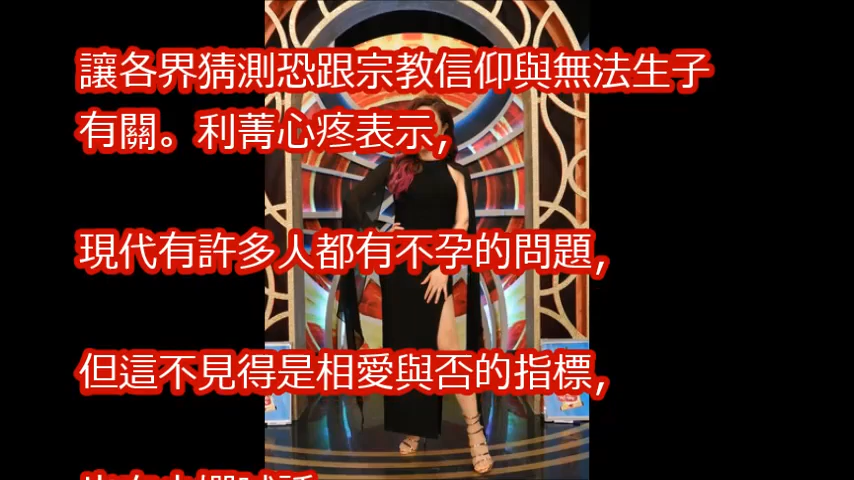 讓各界猜測恐跟宗教信仰與無法生子
有關。利菁心疼表示，
現代有許多人都有不孕的問題，
但這不見得是相愛與否的指標，